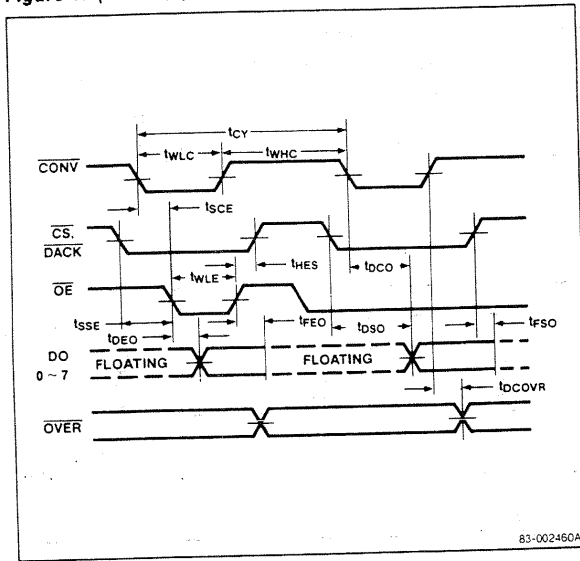 Figure
tCY
tWLC
tWHC
CONV
tSCE
CS,
DACK
tHES
tDCO
tWLE
OE
tSSE
tFEO
tDSO
tFSO
tDEO
DO
0 ~ 7
FLOATING
FLOATING
tDCOVR
OVER
83-002460A